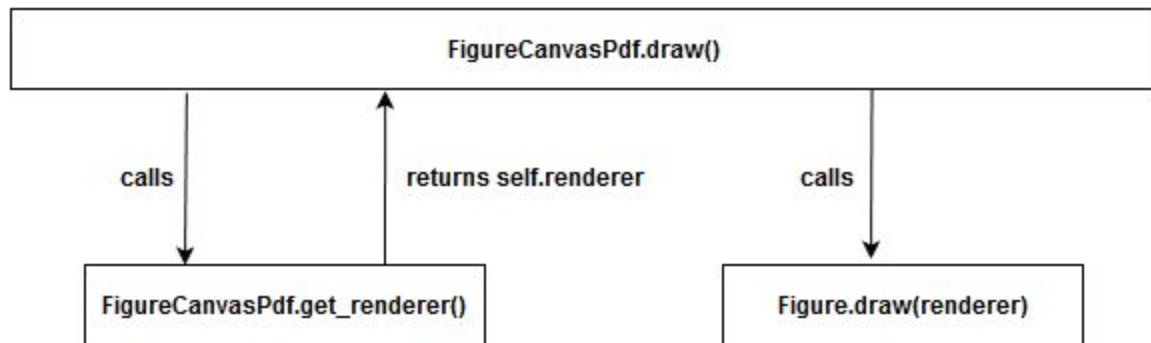 FigureCanvasPdf.draw()
calls
returns self.renderer
calls
FigureCanvasPdf.get_renderer()
Figure.draw(renderer)